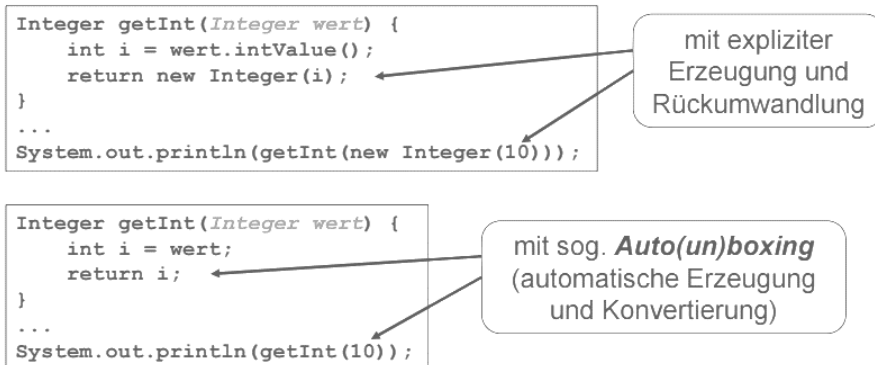 Integer getInt(Integer wert) {
int i = wert.intValue();
return new Integer(i);
}
...
System.out.println(getInt(new Integer(10)));
mit expliziter
Erzeugung und
Rückumwandlung
Integer getInt(Integer wert) {
int i = wert;
return i;
}
...
System.out.println(getInt(10));
mit sog. Auto(un)boxing
(automatische Erzeugung
und Konvertierung)